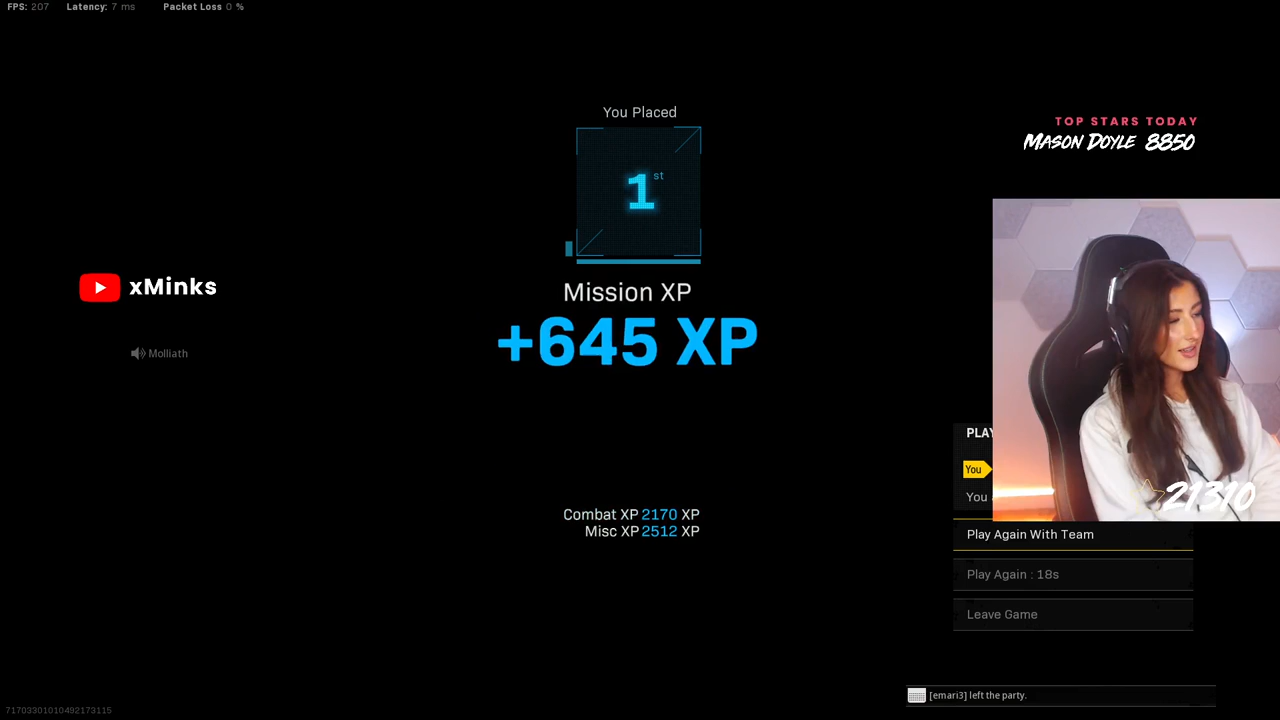 FPS: 207 Latency: 7 ms Packet Loss 0 %
You Placed
1st
TOP STARS TODAY
MASON DOYLE 8850
xMinks
Mission XP
+645 XP
Molliath
PLAY
You
You
21310
Combat XP 2170 XP
Misc XP 2512 XP
Play Again With Team
Play Again : 18s
Leave Game
[emari3] left the party.
71703301010492173115